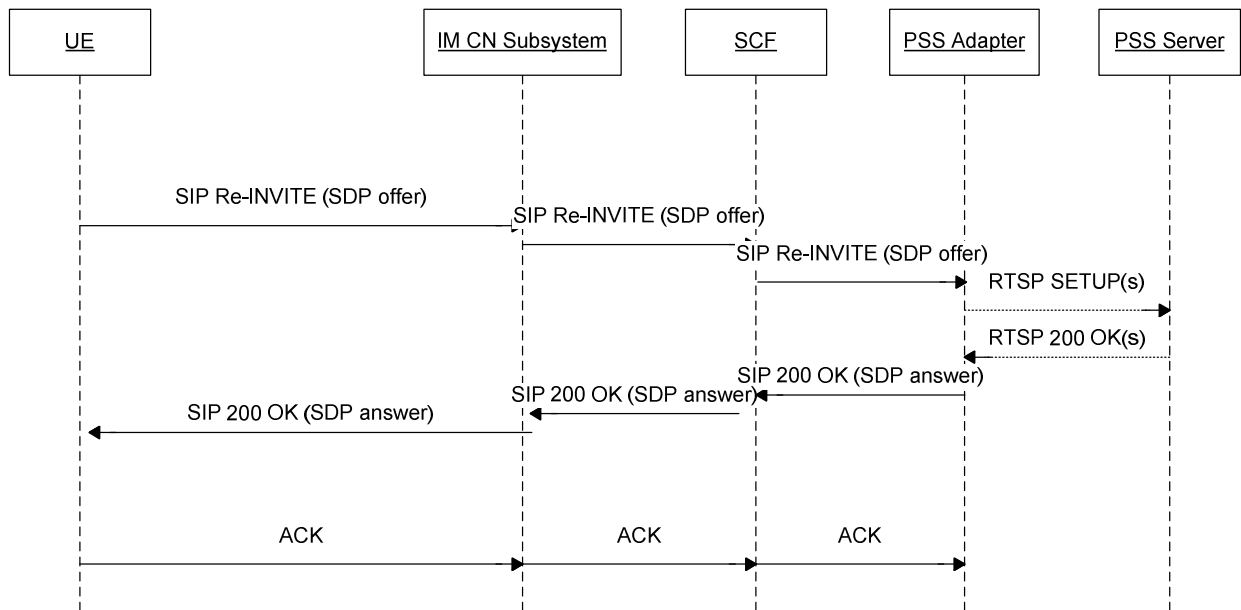 UE
IM CN Subsystem
SCF
PSS Adapter
PSS Server
SIP Re-INVITE (SDP offer)
SIP Re-INVITE (SDP offer)
SIP Re-INVITE (SDP offer)
RTSP SETUP(s)
RTSP 200 OK(s)
SIP 200 OK (SDP answer)
SIP 200 OK (SDP answer)
SIP 200 OK (SDP answer)
ACK
ACK
ACK